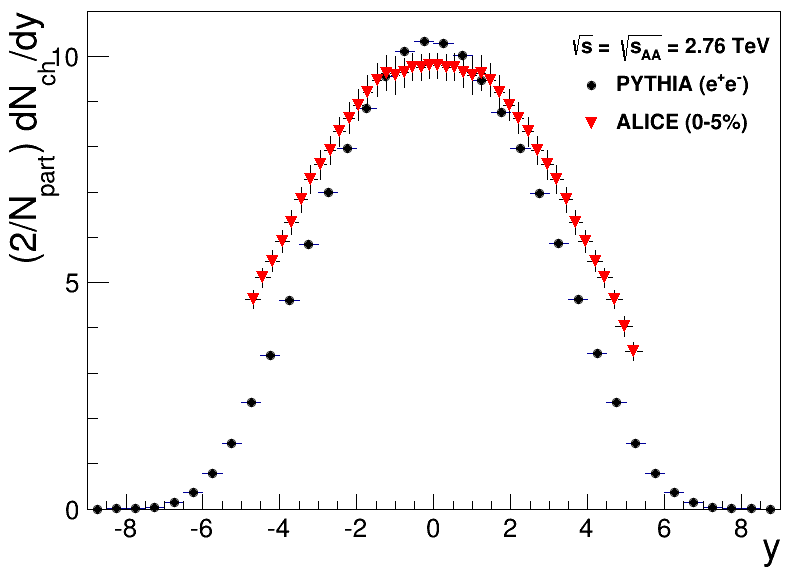 (2/N_part) dN_ch/dy
√s = √s_AA = 2.76 TeV
PYTHIA (e⁺e⁻)
ALICE (0-5%)
10
5
0
-8 -6 -4 -2 0 2 4 6 8
y